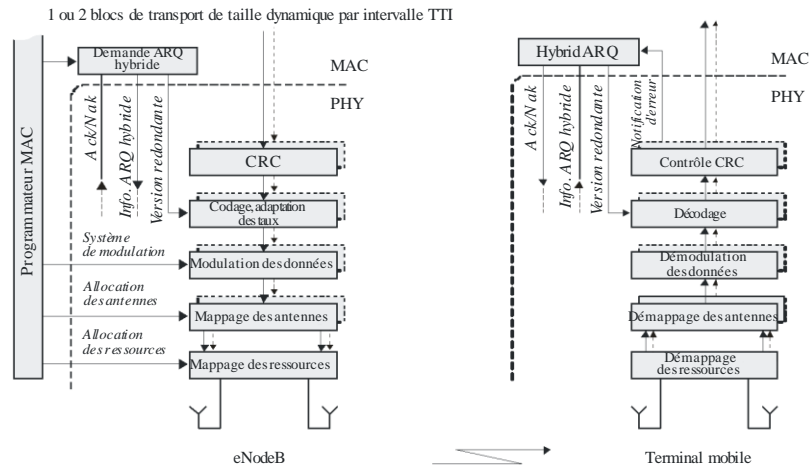 1 ou 2 blocs de transport de taille dynamique par intervalle TTI
Demande ARQ
hybride
MAC
PHY
Programmateur MAC
Ack/Nak
Info. ARQ hybride
Version redondante
CRC
Codage, adaptation
des taux
Système
de modulation
Modulation des données
Allocation
des antennes
Mappage des antennes
Allocation
des ressources
Mappage des ressources
eNodeB
Hybrid ARQ
MAC
PHY
Ack/Nak
Info. ARQ hybride
Version redondante
Notification
d'erreur
Contrôle CRC
Décodage
Démodulation
des données
Démappage des antennes
Démappage
des ressources
Terminal mobile